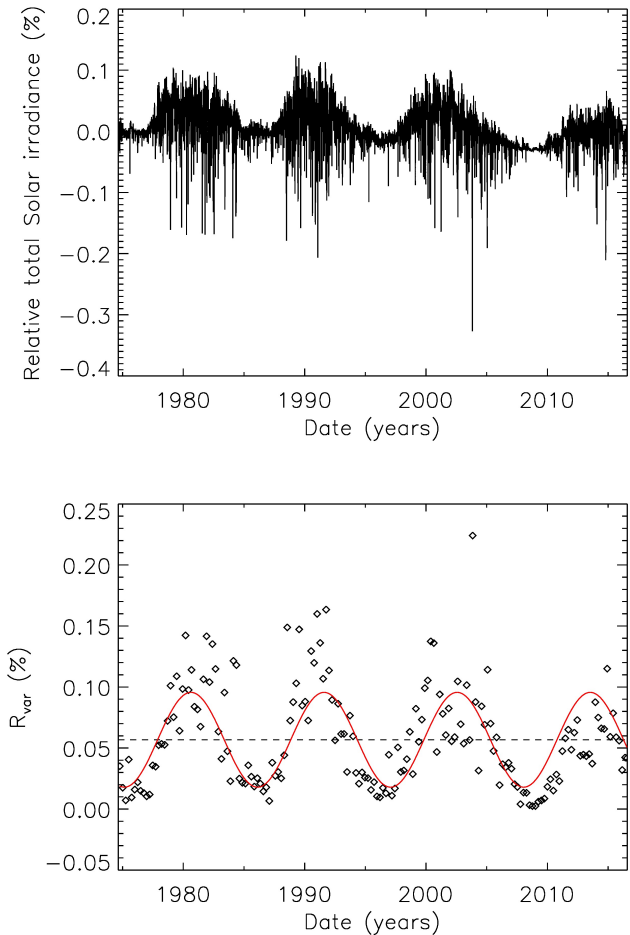 Relative total Solar irradiance (%)
0.2
0.1
0.0
−0.1
−0.2
−0.3
−0.4
1980 1990 2000 2010
Date (years)
R_var (%)
0.25
0.20
0.15
0.10
0.05
0.00
−0.05
1980 1990 2000 2010
Date (years)